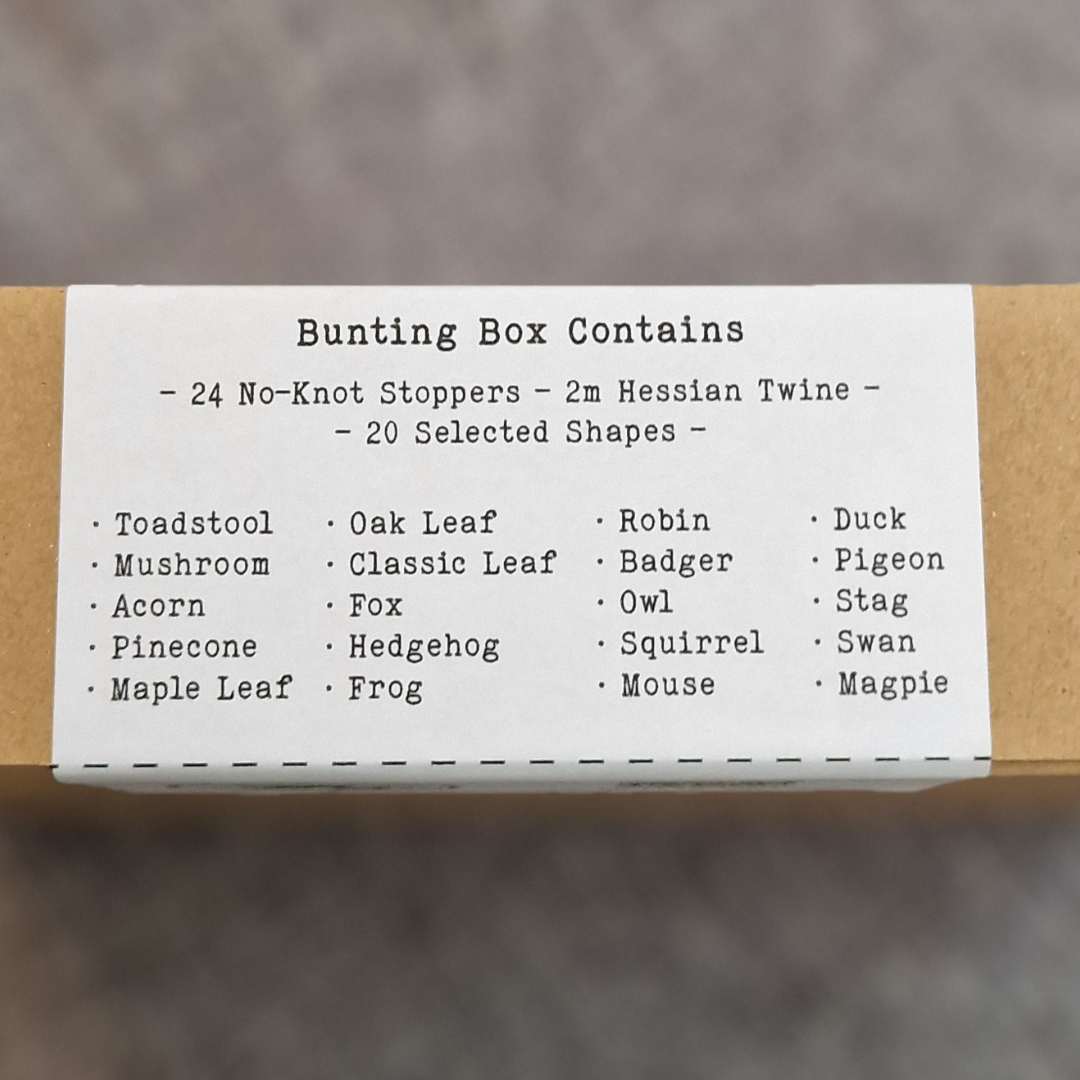 Bunting Box Contains
- 24 No-Knot Stoppers - 2m Hessian Twine -
- 20 Selected Shapes -
· Toadstool
· Mushroom
· Acorn
· Pinecone
· Maple Leaf
· Oak Leaf
· Classic Leaf
· Fox
· Hedgehog
· Frog
· Robin
· Badger
· Owl
· Squirrel
· Mouse
· Duck
· Pigeon
· Stag
· Swan
· Magpie